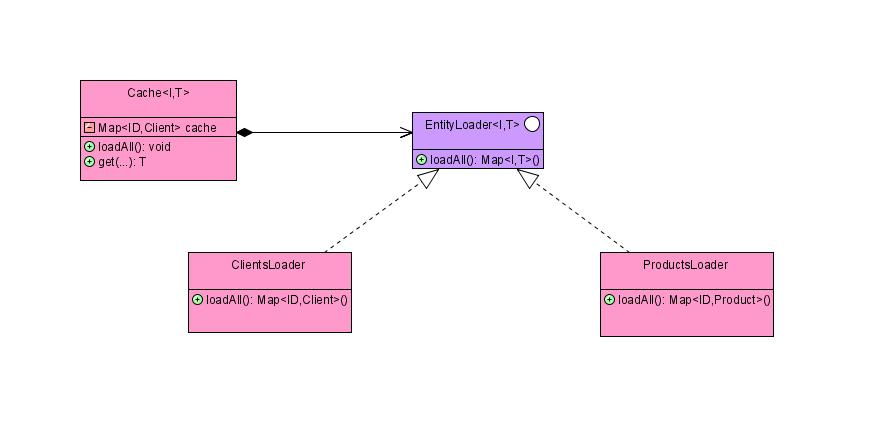 Cache<I,T>
Map<ID,Client> cache
loadAll(): void
get(...): T
EntityLoader<I,T>
loadAll(): Map<I,T>()
ClientsLoader
loadAll(): Map<ID,Client>()
ProductsLoader
loadAll(): Map<ID,Product>()